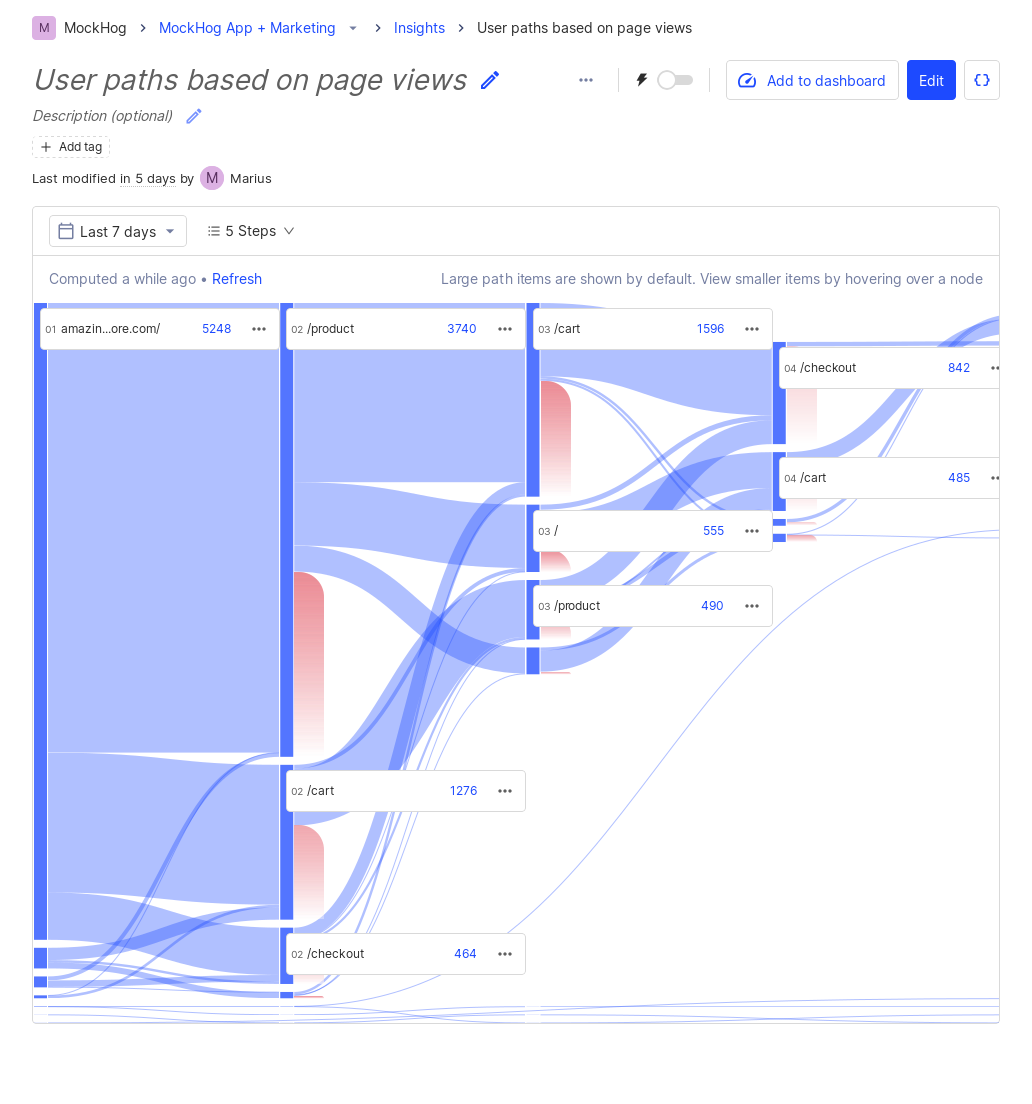 M MockHog > MockHog App + Marketing > Insights > User paths based on page views
User paths based on page views
Add to dashboard Edit
Description (optional)
Add tag
Last modified in 5 days by M Marius
Last 7 days 5 Steps
Computed a while ago • Refresh Large path items are shown by default. View smaller items by hovering over a node
01 amazin...ore.com/ 5248
02 /product 3740
03 /cart 1596
04 /checkout 842
04 /cart 485
03 / 555
03 /product 490
02 /cart 1276
02 /checkout 464